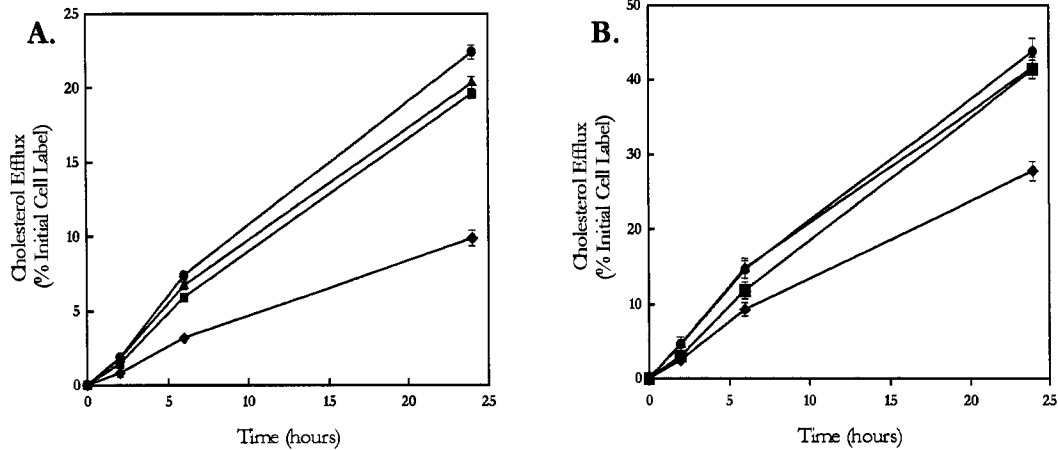 A.
25
20
15
10
5
0
Cholesterol Efflux
(% Initial Cell Label)
0 5 10 15 20 25
Time (hours)
B.
50
40
30
20
10
0
Cholesterol Efflux
(% Initial Cell Label)
0 5 10 15 20 25
Time (hours)